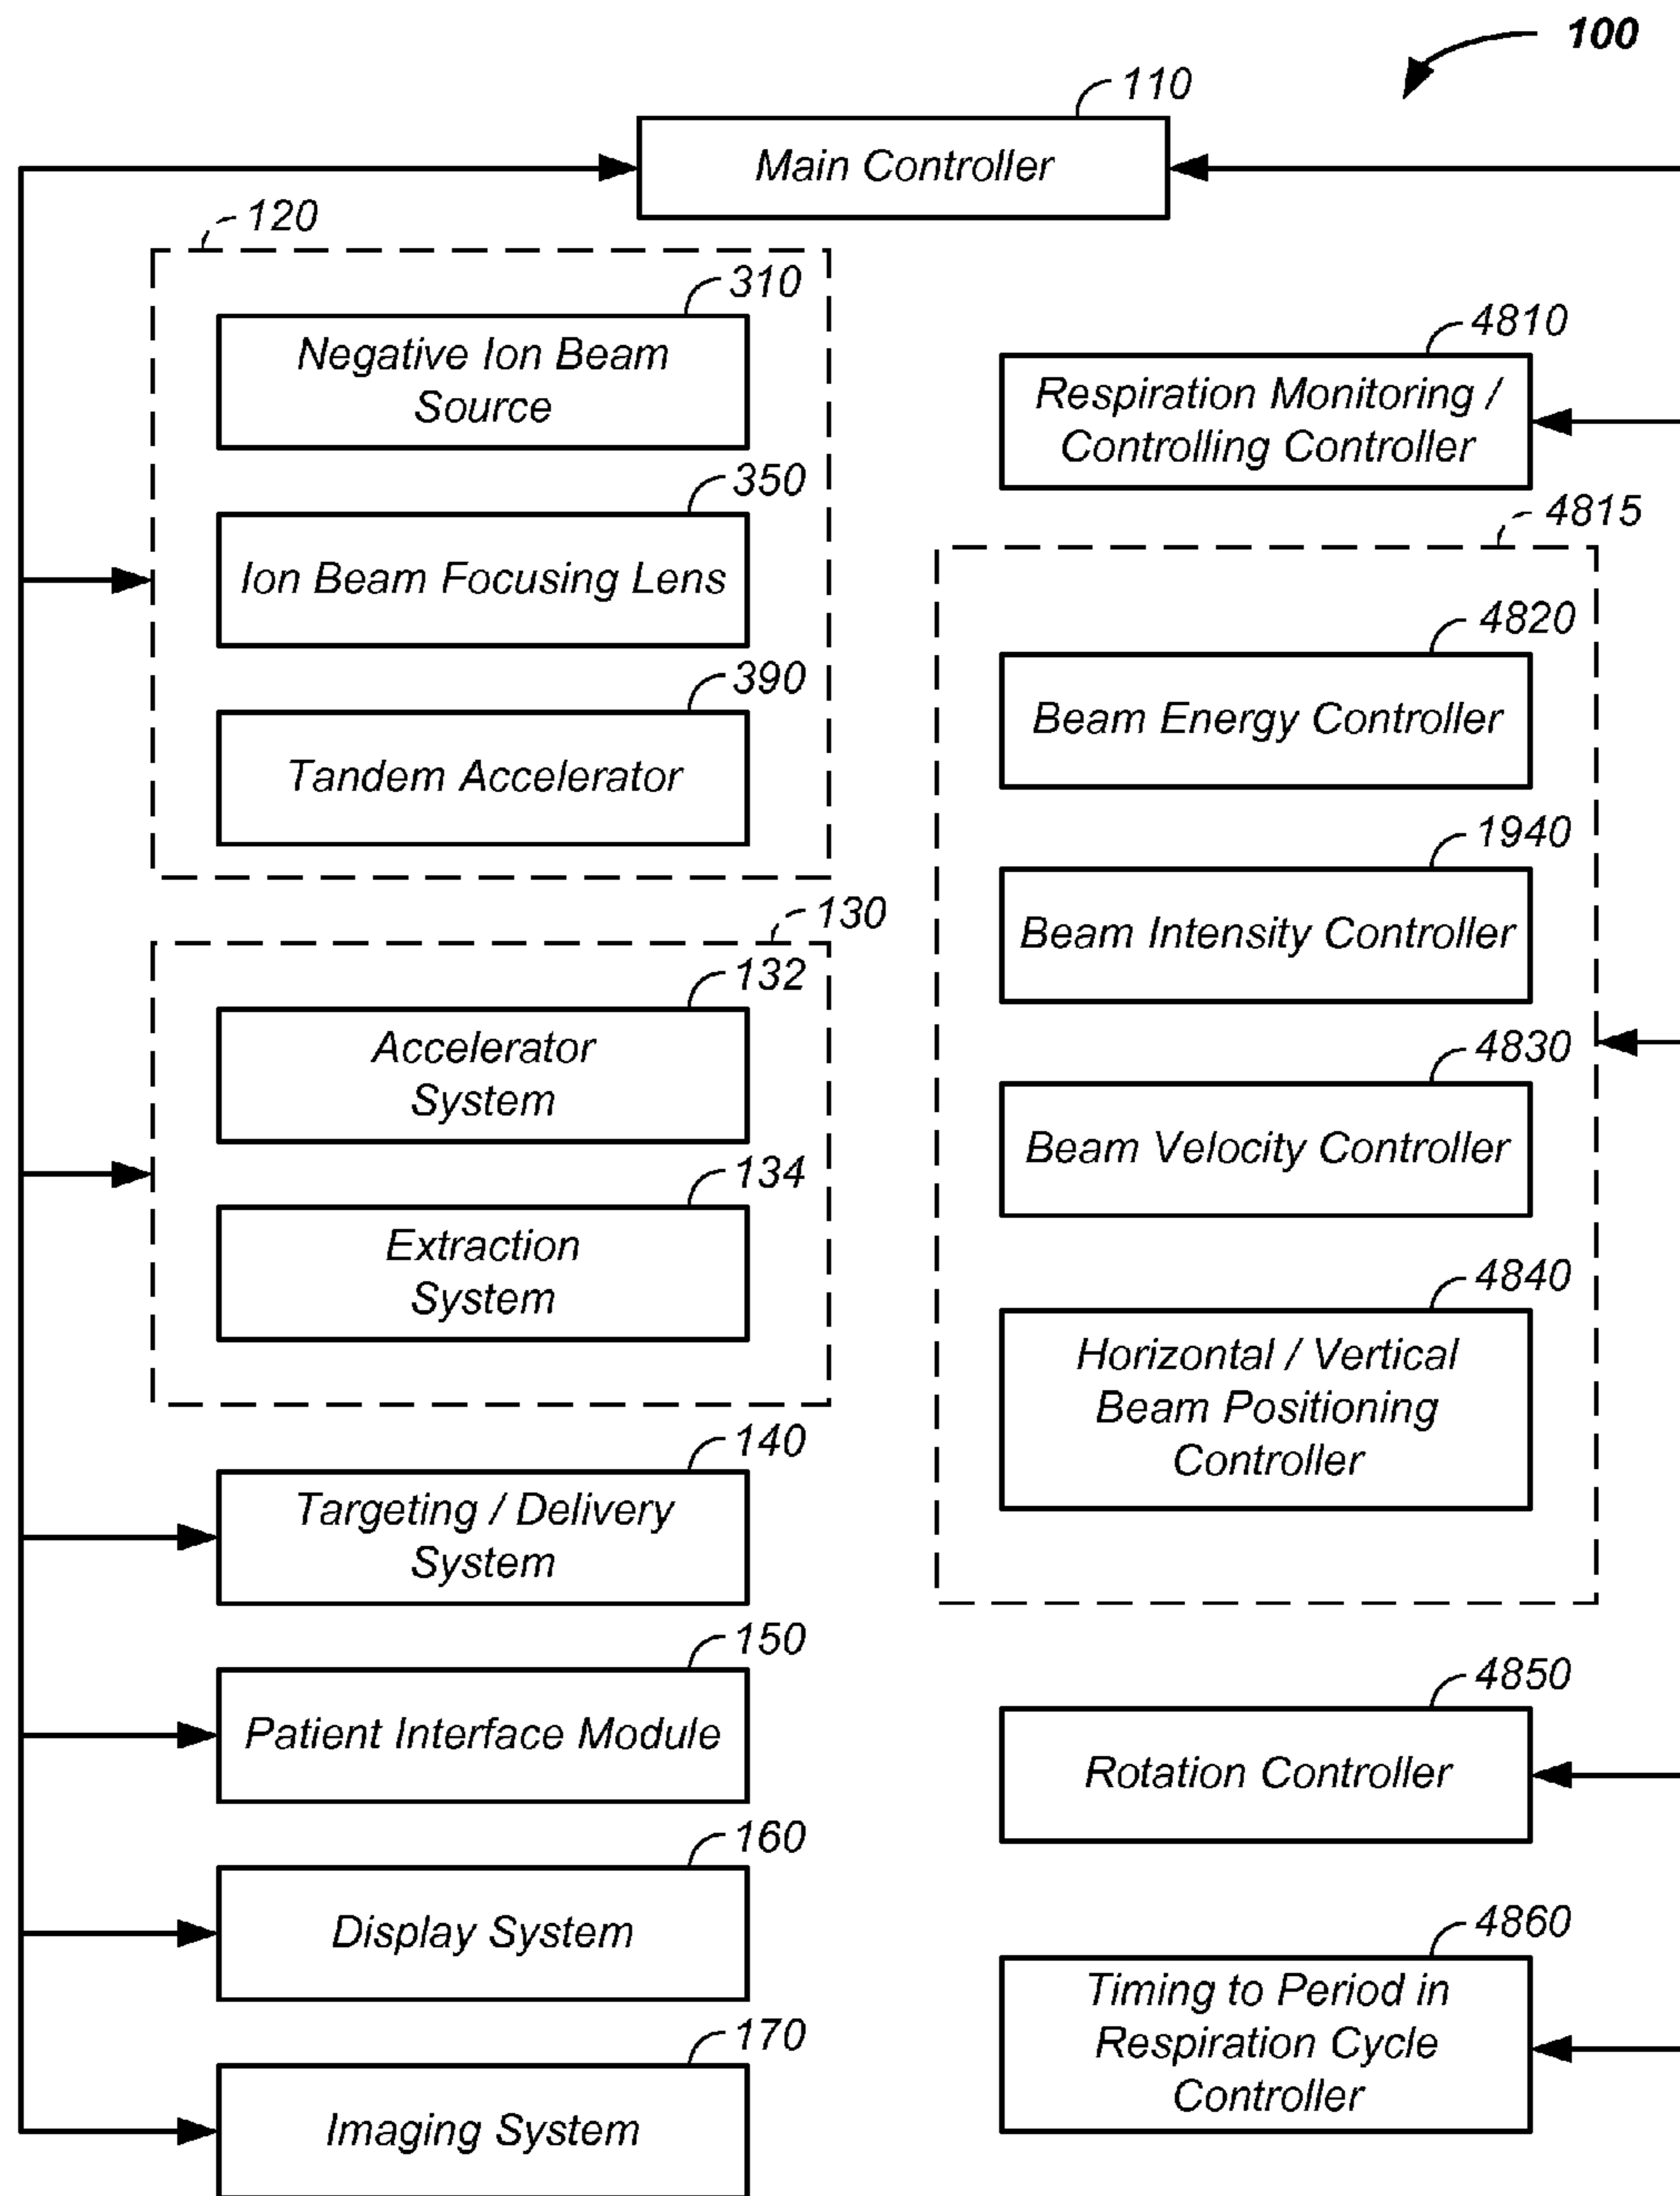 100
110
Main Controller
120
310
Negative Ion Beam
Source
350
Ion Beam Focusing Lens
390
Tandem Accelerator
130
132
Accelerator
System
134
Extraction
System
140
Targeting / Delivery
System
150
Patient Interface Module
160
Display System
170
Imaging System
4810
Respiration Monitoring /
Controlling Controller
4815
4820
Beam Energy Controller
1940
Beam Intensity Controller
4830
Beam Velocity Controller
4840
Horizontal / Vertical
Beam Positioning
Controller
4850
Rotation Controller
4860
Timing to Period in
Respiration Cycle
Controller